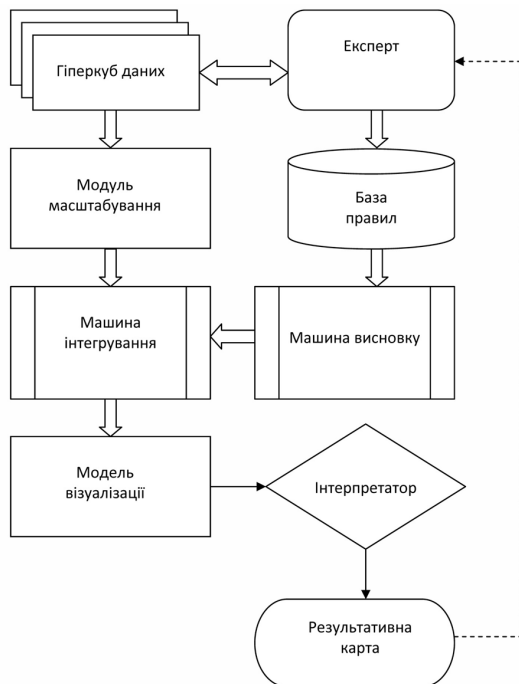 Гіперкуб даних
Експерт
Модуль
масштабування
База
правил
Машина
інтегрування
Машина висновку
Модель
візуалізації
Інтерпретатор
Результативна
карта